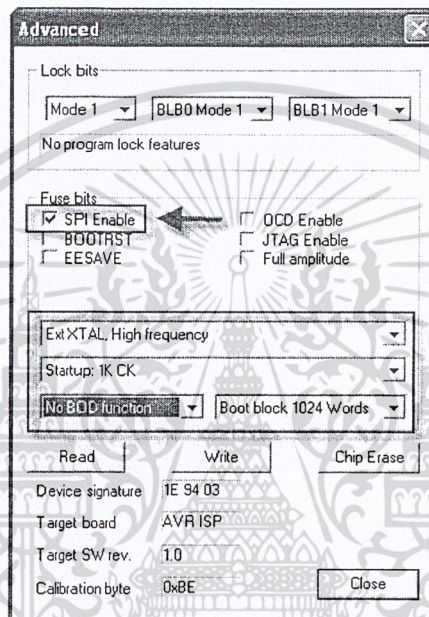 Advanced
Lock bits
Mode 1 BLB0 Mode 1 BLB1 Mode 1
No program lock features
Fuse bits
SPI Enable OCD Enable
BOOTRST JTAG Enable
EESAVE Full amplitude
Ext XTAL, High frequency
Startup: 1K CK
No BOD function Boot block 1024 Words
Read Write Chip Erase
Device signature 1E 94 03
Target board AVR ISP
Target SW rev. 1.0
Calibration byte 0xBE Close